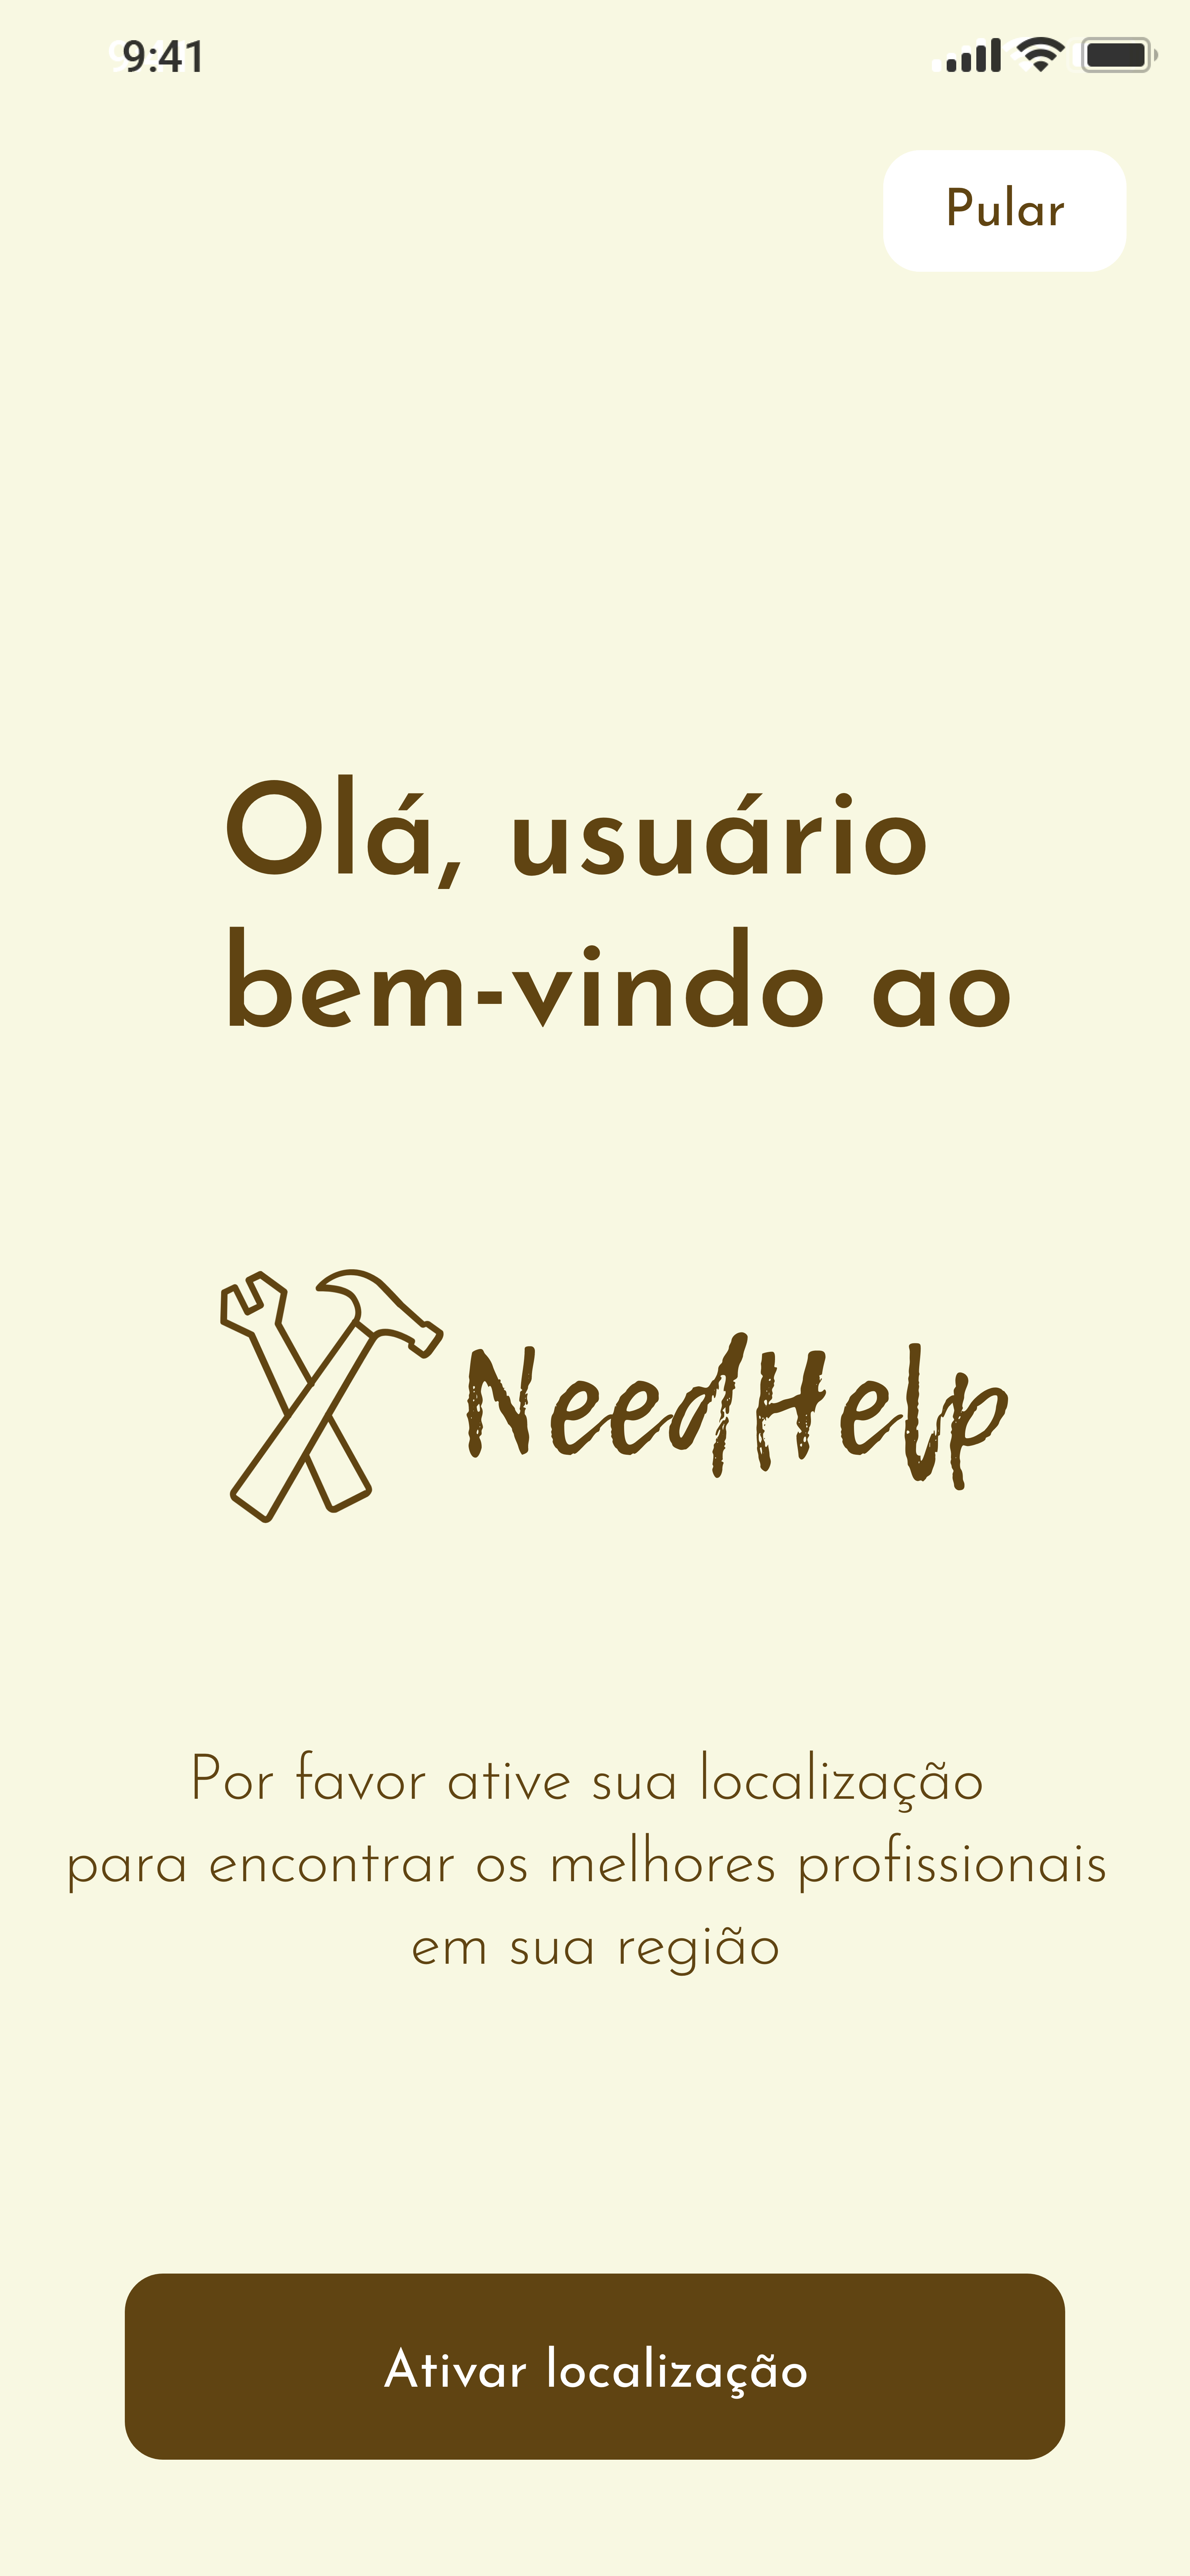 9:41
Pular
Olá, usuário
bem-vindo ao
NeedHelp
Por favor ative sua localização
para encontrar os melhores profissionais
em sua região
Ativar localização